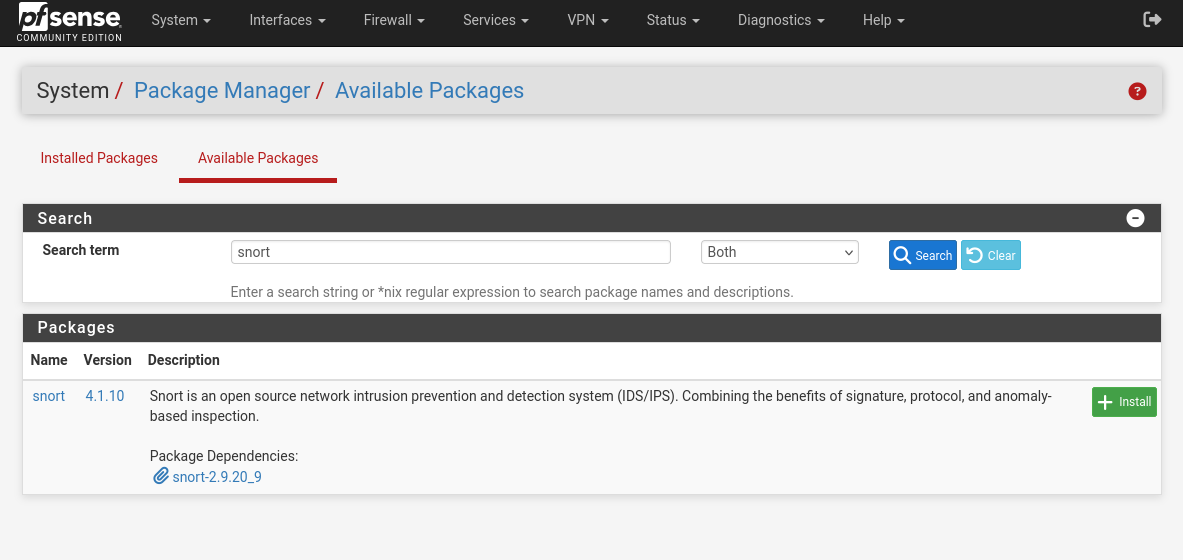 pfsense
COMMUNITY EDITION
System Interfaces Firewall Services VPN Status Diagnostics Help
System / Package Manager / Available Packages ?
Installed Packages Available Packages
Search
Search term snort Both Search Clear
Enter a search string or *nix regular expression to search package names and descriptions.
Packages
Name Version Description
snort 4.1.10 Snort is an open source network intrusion prevention and detection system (IDS/IPS). Combining the benefits of signature, protocol, and anomaly- Install
based inspection.
Package Dependencies:
snort-2.9.20_9